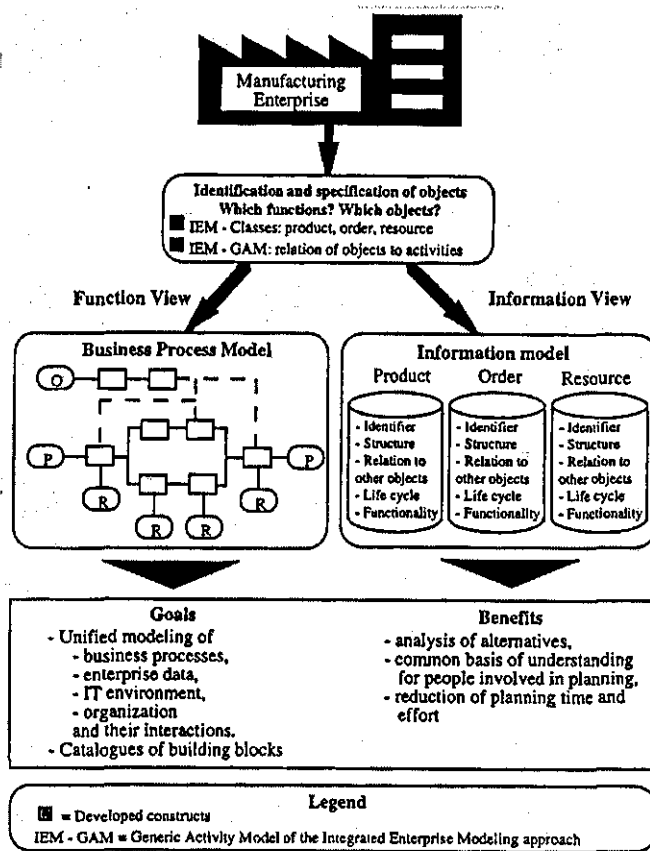 Manufacturing
Enterprise
Identification and specification of objects
Which functions? Which objects?
IEM - Classes: product, order, resource
IEM - GAM: relation of objects to activities
Function View
Information View
Business Process Model
O
P
R
R
R
R
P
Information model
Product
Order
Resource
- Identifier
- Structure
- Relation to
other objects
- Life cycle
- Functionality
- Identifier
- Structure
- Relation to
other objects
- Life cycle
- Functionality
- Identifier
- Structure
- Relation to
other objects
- Life cycle
- Functionality
Goals
- Unified modeling of
- business processes,
- enterprise data,
- IT environment,
- organization
and their interactions.
- Catalogues of building blocks
Benefits
- analysis of alternatives,
- common basis of understanding
for people involved in planning,
- reduction of planning time and
effort
Legend
= Developed constructs
IEM - GAM = Generic Activity Model of the Integrated Enterprise Modeling approach